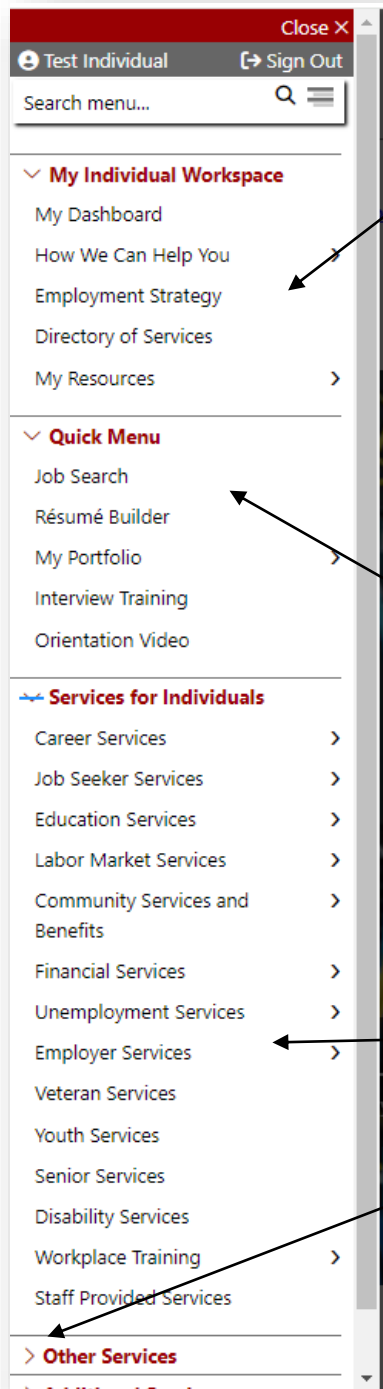 Close ×
Test Individual Sign Out
Search menu...
My Individual Workspace
My Dashboard
How We Can Help You
Employment Strategy
Directory of Services
My Resources
Quick Menu
Job Search
Résumé Builder
My Portfolio
Interview Training
Orientation Video
Services for Individuals
Career Services
Job Seeker Services
Education Services
Labor Market Services
Community Services and
Benefits
Financial Services
Unemployment Services
Employer Services
Veteran Services
Youth Services
Senior Services
Disability Services
Workplace Training
Staff Provided Services
Other Services